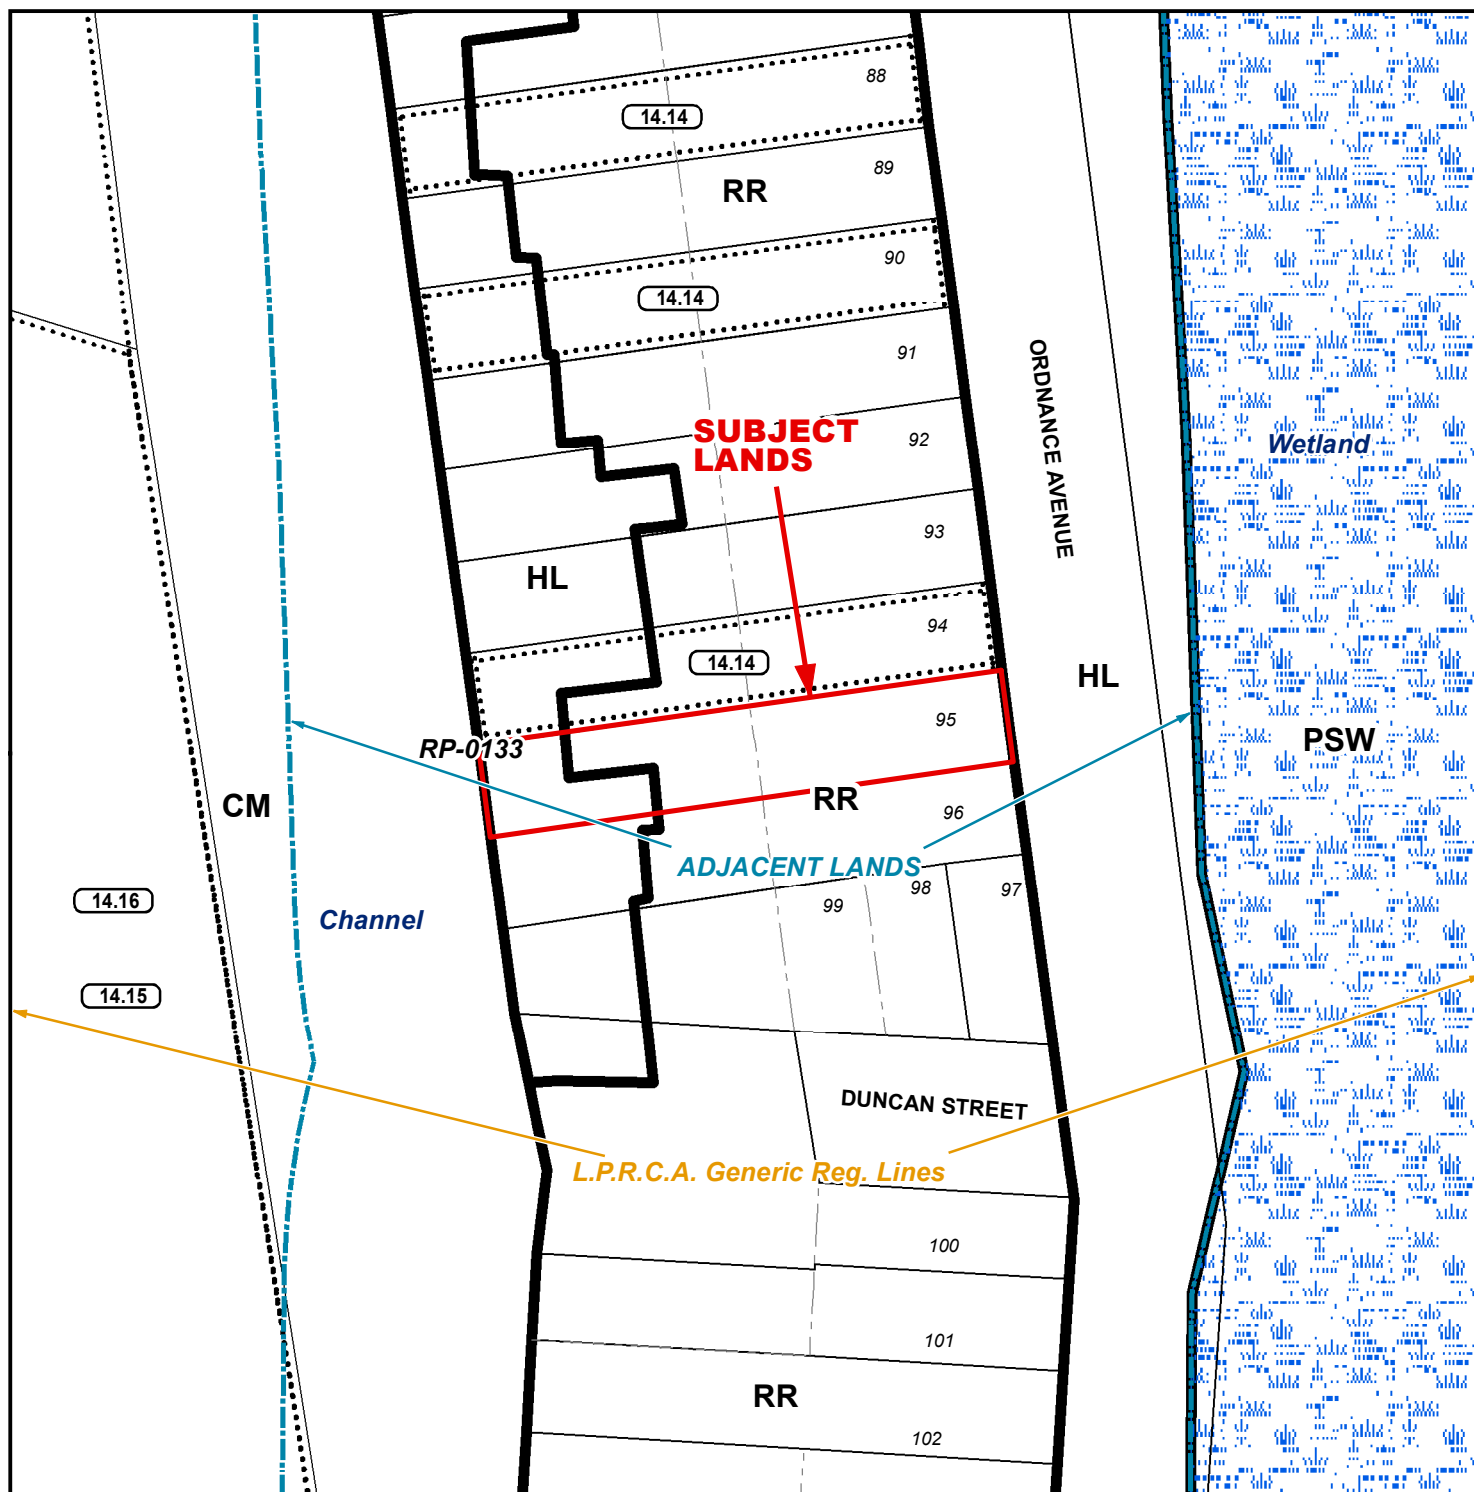 88
14.14
89
RR
90
14.14
91
ORDNANCE AVENUE
SUBJECT
LANDS
92
Wetland
93
HL
94
14.14
HL
95
RP-0133
PSW
RR
CM
96
ADJACENT LANDS
98
97
99
14.16
Channel
14.15
DUNCAN STREET
L.P.R.C.A. Generic Reg. Lines
100
101
RR
102